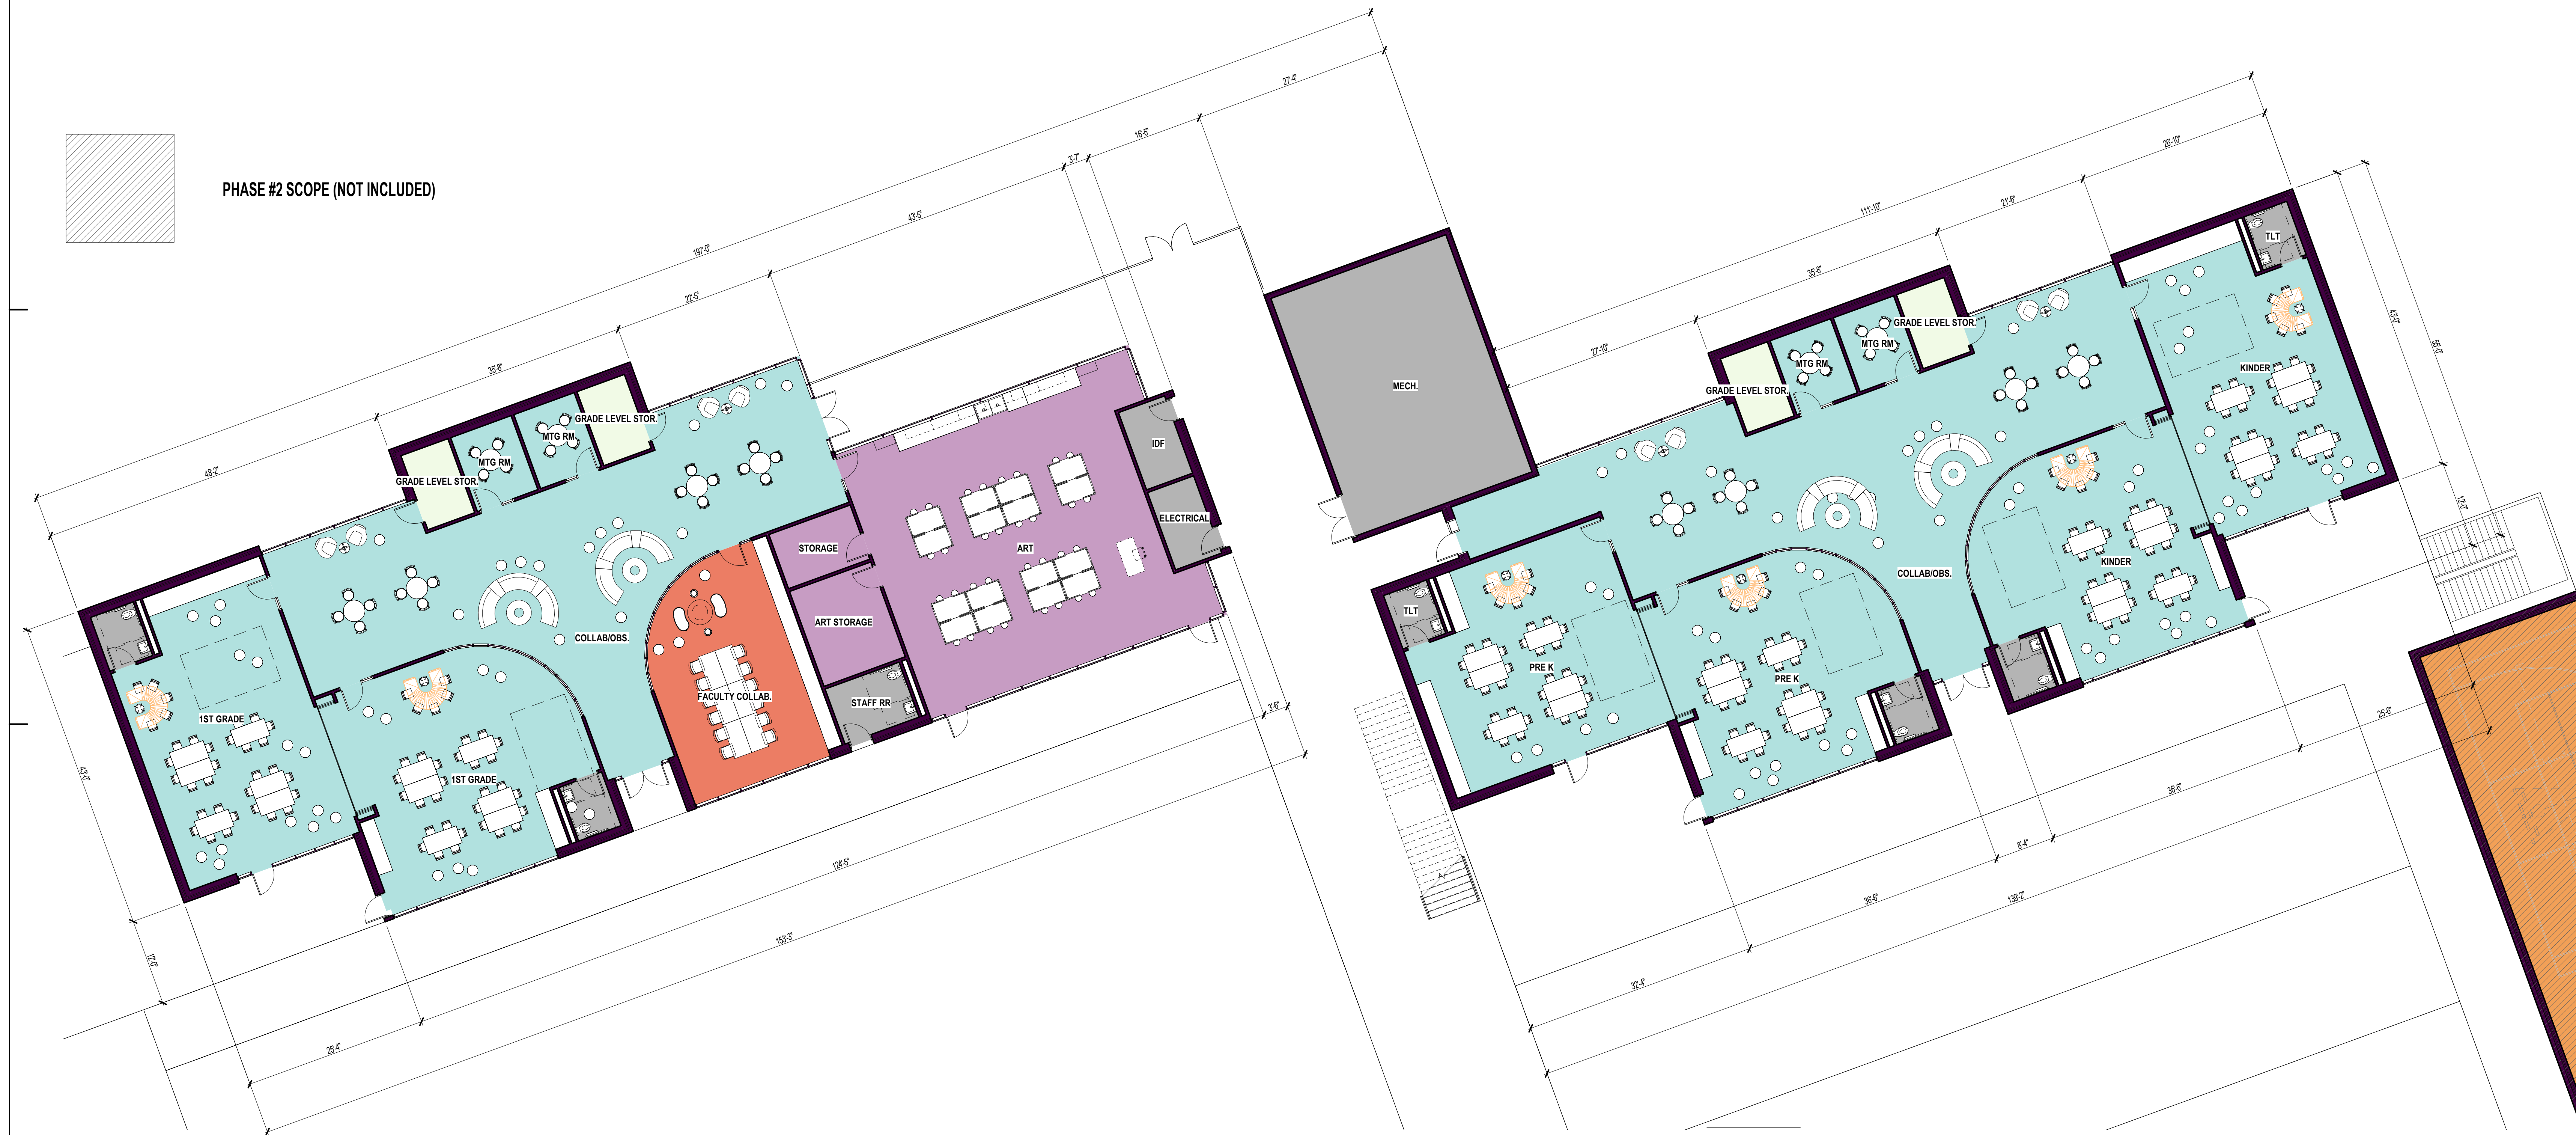 PHASE #2 SCOPE (NOT INCLUDED)
197'-0"
27'-4"
16'-5"
3'-7"
43'-5"
22'-5"
35'-8"
48'-2"
43'-0"
12'-0"
GRADE LEVEL STOR.
MTG RM
MTG RM
GRADE LEVEL STOR.
1ST GRADE
1ST GRADE
COLLAB/OBS.
FACULTY COLLAB.
STORAGE
ART STORAGE
STAFF RR
ART
IDF
ELECTRICAL
3'-6"
124'-5"
153'-3"
25'-4"
MECH.
111'-10"
26'-10"
21'-6"
35'-8"
27'-10"
GRADE LEVEL STOR.
MTG RM
MTG RM
GRADE LEVEL STOR.
TLT
KINDER
KINDER
COLLAB/OBS.
TLT
PRE K
PRE K
43'-0"
55'-0"
12'-0"
25'-6"
36'-6"
8'-4"
36'-6"
139'-2"
32'-4"